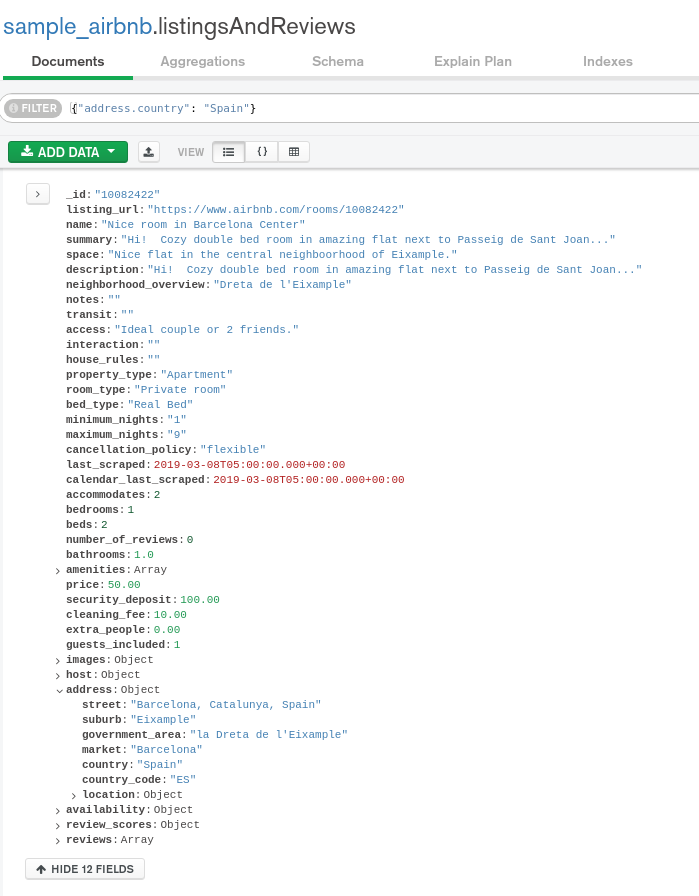 sample_airbnb.listingsAndReviews
Documents Aggregations Schema Explain Plan Indexes
FILTER {"address.country": "Spain"}
ADD DATA VIEW { }
_id:"10082422"
listing_url:"https://www.airbnb.com/rooms/10082422"
name:"Nice room in Barcelona Center"
summary:"Hi!  Cozy double bed room in amazing flat next to Passeig de Sant Joan..."
space:"Nice flat in the central neighboorhood of Eixample."
description:"Hi!  Cozy double bed room in amazing flat next to Passeig de Sant Joan..."
neighborhood_overview:"Dreta de l'Eixample"
notes:""
transit:""
access:"Ideal couple or 2 friends."
interaction:""
house_rules:""
property_type:"Apartment"
room_type:"Private room"
bed_type:"Real Bed"
minimum_nights:"1"
maximum_nights:"9"
cancellation_policy:"flexible"
last_scraped:2019-03-08T05:00:00.000+00:00
calendar_last_scraped:2019-03-08T05:00:00.000+00:00
accommodates:2
bedrooms:1
beds:2
number_of_reviews:0
bathrooms:1.0
amenities:Array
price:50.00
security_deposit:100.00
cleaning_fee:10.00
extra_people:0.00
guests_included:1
images:Object
host:Object
address:Object
street:"Barcelona, Catalunya, Spain"
suburb:"Eixample"
government_area:"la Dreta de l'Eixample"
market:"Barcelona"
country:"Spain"
country_code:"ES"
location:Object
availability:Object
review_scores:Object
reviews:Array
HIDE 12 FIELDS